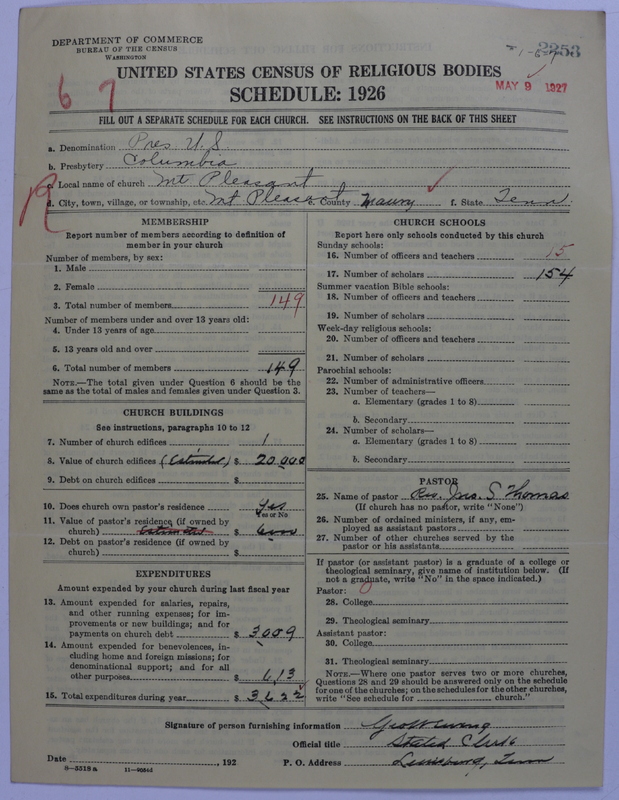 DEPARTMENT OF COMMERCE
BUREAU OF THE CENSUS
WASHINGTON
2253
1-6-4
UNITED STATES CENSUS OF RELIGIOUS BODIES
MAY 9 1927
6 7
SCHEDULE: 1926
FILL OUT A SEPARATE SCHEDULE FOR EACH CHURCH. SEE INSTRUCTIONS ON THE BACK OF THIS SHEET
a. Denomination Pres. U.S.
b. Presbytery Columbia
c. Local name of church Mt Pleasant
d. City, town, village, or township, etc. Mt Pleasant e. County Maury f. State Tenn.
MEMBERSHIP
Report number of members according to definition of
member in your church
Number of members, by sex:
1. Male
2. Female
3. Total number of members 149
Number of members under and over 13 years old:
4. Under 13 years of age
5. 13 years old and over
6. Total number of members 149
NOTE.—The total given under Question 6 should be the
same as the total of males and females given under Question 3.
CHURCH BUILDINGS
See instructions, paragraphs 10 to 12
7. Number of church edifices 1
8. Value of church edifices (Estimated) $ 20,000
9. Debt on church edifices $
10. Does church own pastor's residence Yes
Yes or No
11. Value of pastor's residence (if owned by
church) Estimated $ 6000
12. Debt on pastor's residence (if owned by
church) $
EXPENDITURES
Amount expended by your church during last fiscal year
13. Amount expended for salaries, repairs,
and other running expenses; for im-
provements or new buildings; and for
payments on church debt $ 3009
14. Amount expended for benevolences, in-
cluding home and foreign missions; for
denominational support; and for all
other purposes $ 613
15. Total expenditures during year $ 3622
CHURCH SCHOOLS
Report here only schools conducted by this church
Sunday schools:
16. Number of officers and teachers 15
17. Number of scholars 154
Summer vacation Bible schools:
18. Number of officers and teachers
19. Number of scholars
Week-day religious schools:
20. Number of officers and teachers
21. Number of scholars
Parochial schools:
22. Number of administrative officers
23. Number of teachers—
a. Elementary (grades 1 to 8)
b. Secondary
24. Number of scholars—
a. Elementary (grades 1 to 8)
b. Secondary
PASTOR
25. Name of pastor Rev. Jno. S. Thomas
(If church has no pastor, write "None")
26. Number of ordained ministers, if any, em-
ployed as assistant pastors
27. Number of other churches served by the
pastor or his assistants
If pastor (or assistant pastor) is a graduate of a college or
theological seminary, give name of institution below. (If
not a graduate, write "No" in the space indicated.)
Pastor: 0
28. College
29. Theological seminary
Assistant pastor:
30. College
31. Theological seminary
NOTE.—Where one pastor serves two or more churches,
Questions 28 and 29 should be answered only on the schedule
for one of the churches; on the schedules for the other churches,
write "See schedule for church."
Signature of person furnishing information
Official title Stated Clerk
Date , 192 P. O. Address Lewisburg, Tenn
8—5518 a